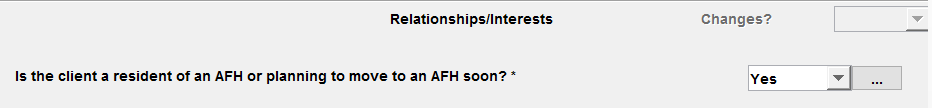 Relationships/Interests Changes?
Is the client a resident of an AFH or planning to move to an AFH soon? * Yes ...